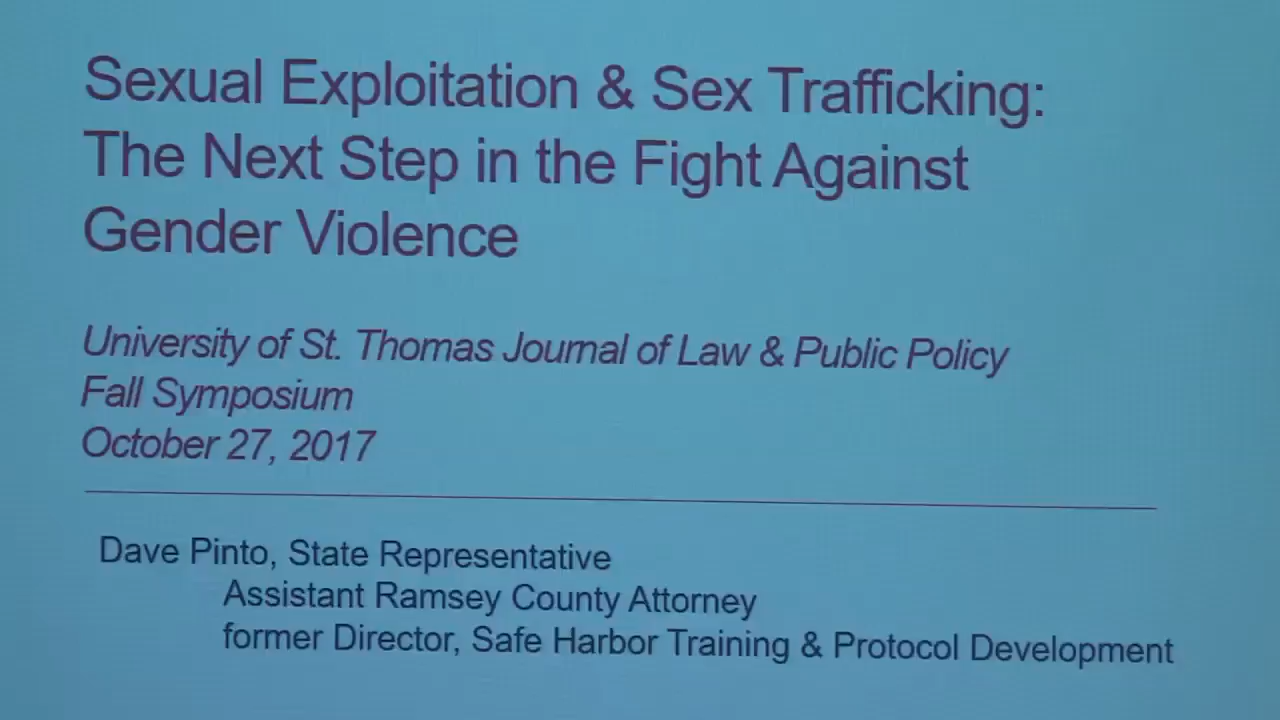 Sexual Exploitation & Sex Trafficking:
The Next Step in the Fight Against
Gender Violence
University of St. Thomas Journal of Law & Public Policy
Fall Symposium
October 27, 2017
Dave Pinto, State Representative
Assistant Ramsey County Attorney
former Director, Safe Harbor Training & Protocol Development